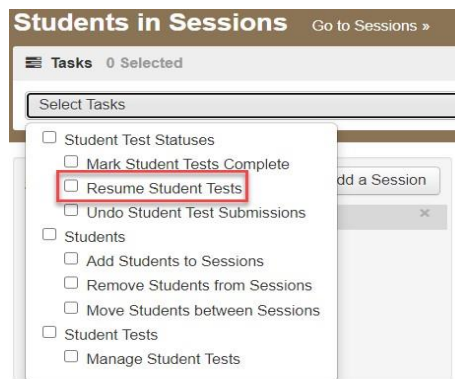 Students in Sessions Go to Sessions »
Tasks 0 Selected
Select Tasks
Student Test Statuses
Mark Student Tests Complete
Resume Student Tests
dd a Session
Undo Student Test Submissions
×
Students
Add Students to Sessions
Remove Students from Sessions
Move Students between Sessions
Student Tests
Manage Student Tests